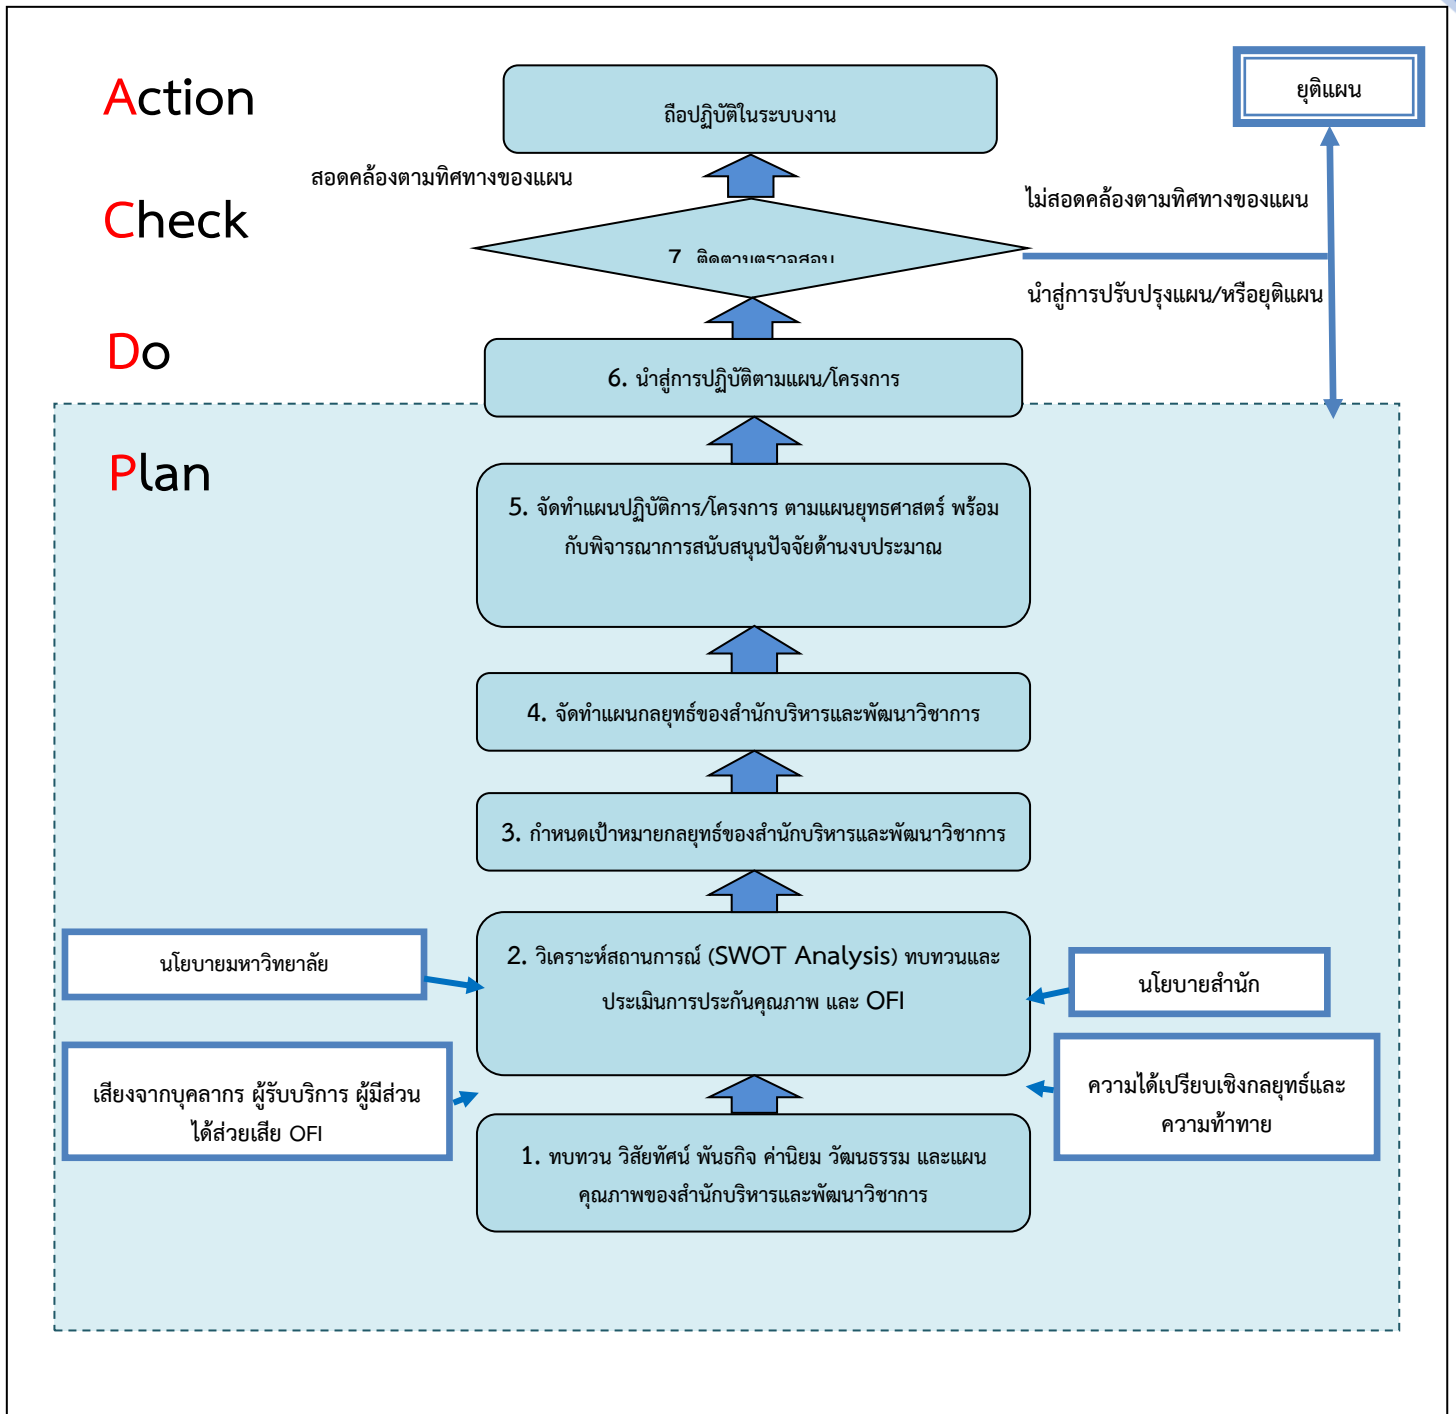 Action
ถือปฏิบัติในระบบงาน
ยุติแผน
สอดคล้องตามทิศทางของแผน
Check
ไม่สอดคล้องตามทิศทางของแผน
7 ติดตามตรวจสอบ
นำสู่การปรับปรุงแผน/หรือยุติแผน
Do
6. นำสู่การปฏิบัติตามแผน/โครงการ
Plan
5. จัดทำแผนปฏิบัติการ/โครงการ ตามแผนยุทธศาสตร์ พร้อม
กับพิจารณาการสนับสนุนปัจจัยด้านงบประมาณ
4. จัดทำแผนกลยุทธ์ของสำนักบริหารและพัฒนาวิชาการ
3. กำหนดเป้าหมายกลยุทธ์ของสำนักบริหารและพัฒนาวิชาการ
นโยบายมหาวิทยาลัย
2. วิเคราะห์สถานการณ์ (SWOT Analysis) ทบทวนและ
ประเมินการประกันคุณภาพ และ OFI
นโยบายสำนัก
เสียงจากบุคลากร ผู้รับบริการ ผู้มีส่วน
ได้ส่วยเสีย OFI
ความได้เปรียบเชิงกลยุทธ์และ
ความท้าทาย
1. ทบทวน วิสัยทัศน์ พันธกิจ ค่านิยม วัฒนธรรม และแผน
คุณภาพของสำนักบริหารและพัฒนาวิชาการ